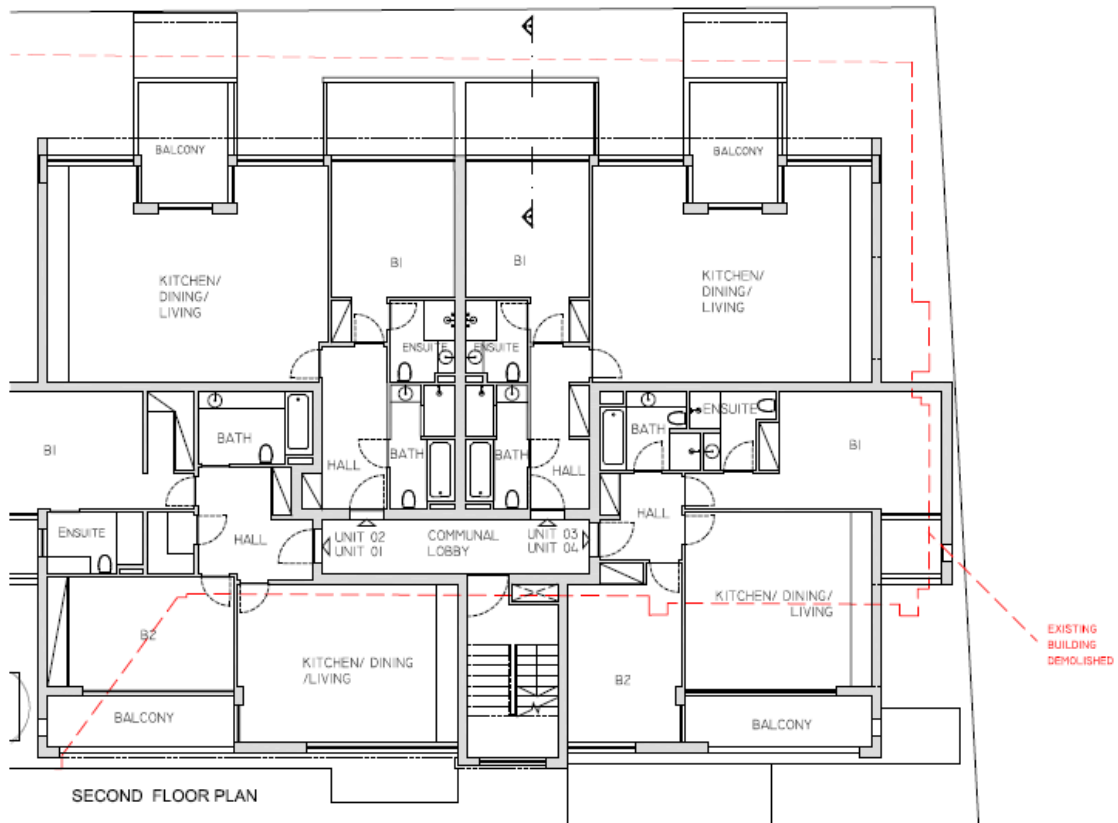 BALCONY
BALCONY
B1
B1
KITCHEN/
DINING/
LIVING
KITCHEN/
DINING/
LIVING
ENSUITE
ENSUITE
ENSUITE
BATH
BATH
B1
BATH
BATH
B1
HALL
HALL
HALL
HALL
ENSUITE
UNIT 02
UNIT 01
COMMUNAL
LOBBY
UNIT 03
UNIT 04
KITCHEN/ DINING/
LIVING
B2
KITCHEN/ DINING
/LIVING
B2
BALCONY
BALCONY
EXISTING
BUILDING
DEMOLISHED
SECOND FLOOR PLAN